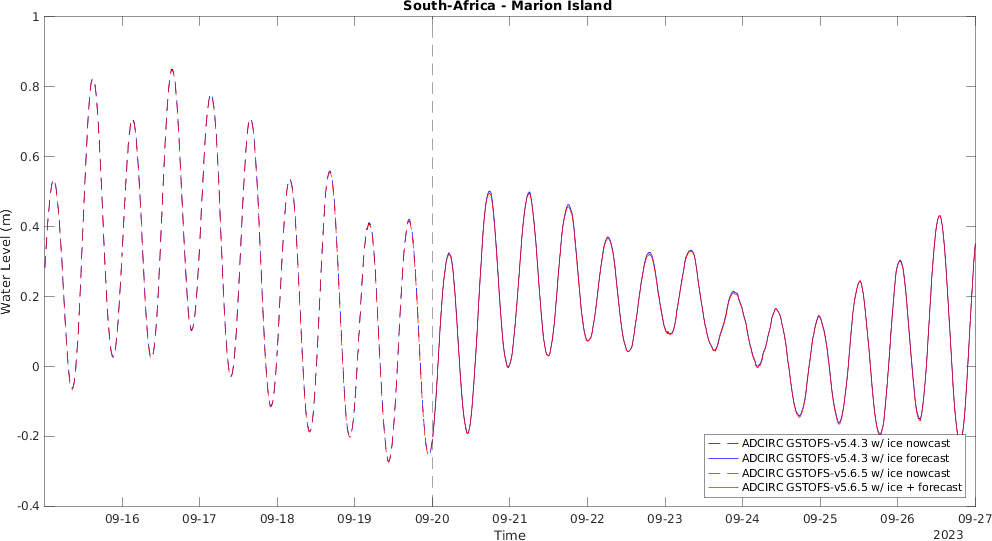 South-Africa - Marion Island
1
0.8
0.6
0.4
0.2
0
-0.2
-0.4
Water Level (m)
ADCIRC GSTOFS-v5.4.3 w/ ice nowcast
ADCIRC GSTOFS-v5.4.3 w/ ice forecast
ADCIRC GSTOFS-v5.6.5 w/ ice nowcast
ADCIRC GSTOFS-v5.6.5 w/ ice + forecast
09-16 09-17 09-18 09-19 09-20 09-21 09-22 09-23 09-24 09-25 09-26 09-27
Time
2023